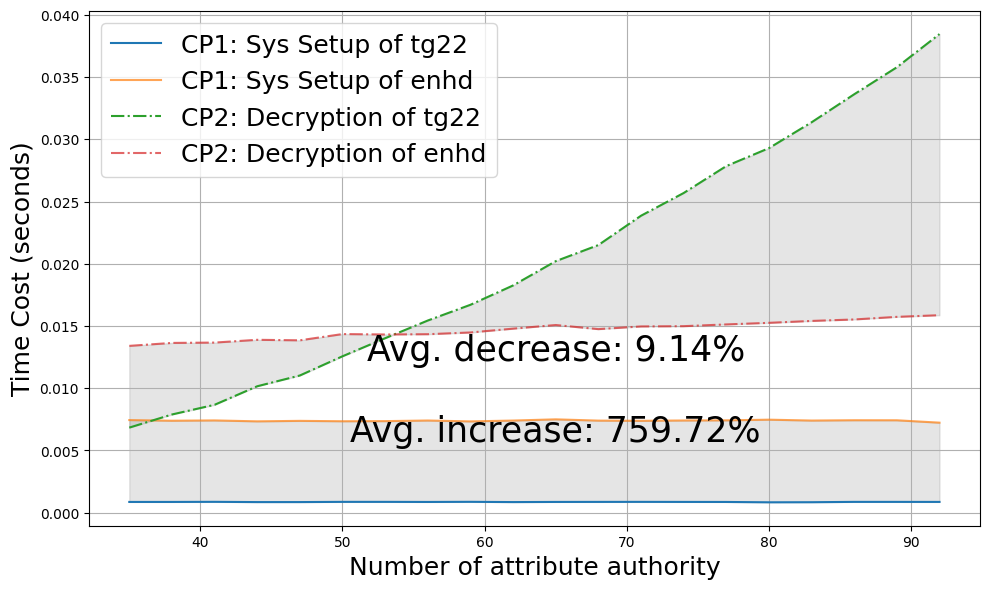 0.040
0.035
0.030
0.025
0.020
0.015
0.010
0.005
0.000
Time Cost (seconds)
CP1: Sys Setup of tg22
CP1: Sys Setup of enhd
CP2: Decryption of tg22
CP2: Decryption of enhd
Avg. decrease: 9.14%
Avg. increase: 759.72%
40 50 60 70 80 90
Number of attribute authority